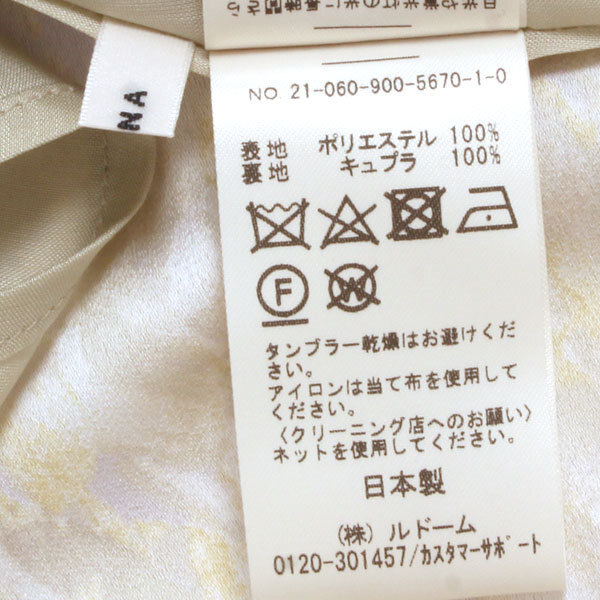 NA
NO. 21-060-900-5670-1-0
表地 ポリエステル 100%
裏地 キュプラ 100%
F
W
タンブラー乾燥はお避けくだ
さい。
アイロンは当て布を使用して
ください。
〈クリーニング店へのお願い〉
ネットを使用してください。
日本製
(株) ルドーム
0120-301457/カスタマーサポート